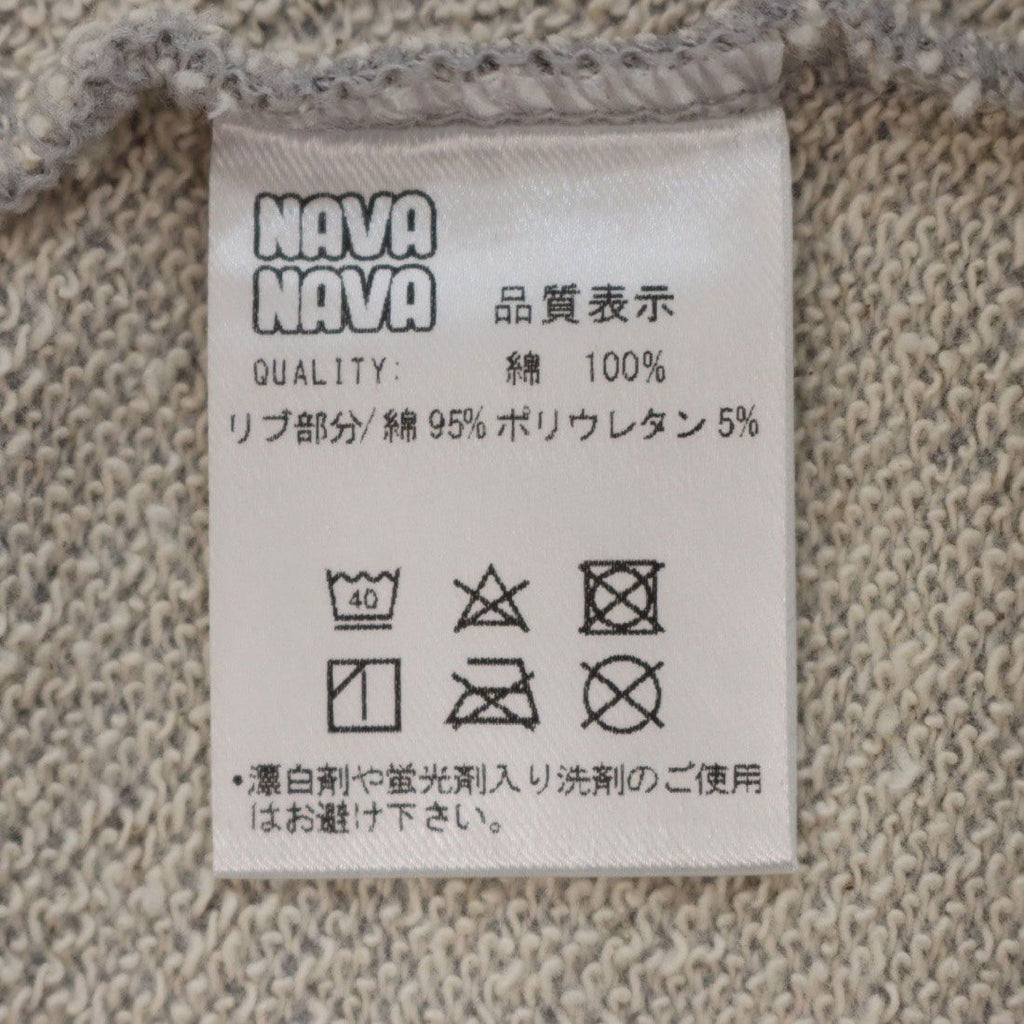 NAVA
NAVA
品質表示
QUALITY: 綿 100%
リブ部分/綿 95% ポリウレタン 5%
40
・漂白剤や蛍光剤入り洗剤のご使用
はお避け下さい。